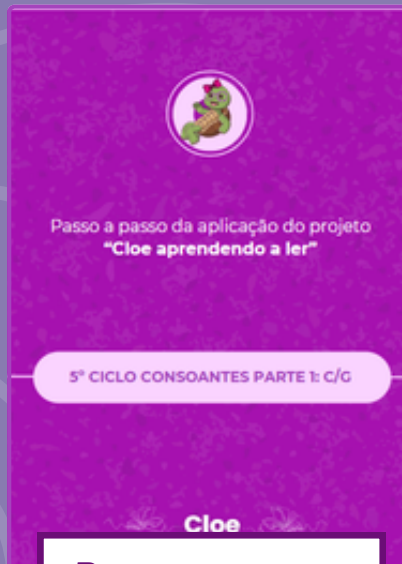 Passo a passo da aplicação do projeto
“Cloe aprendendo a ler”
5º CICLO CONSOANTES PARTE 1: C/G
Cloe